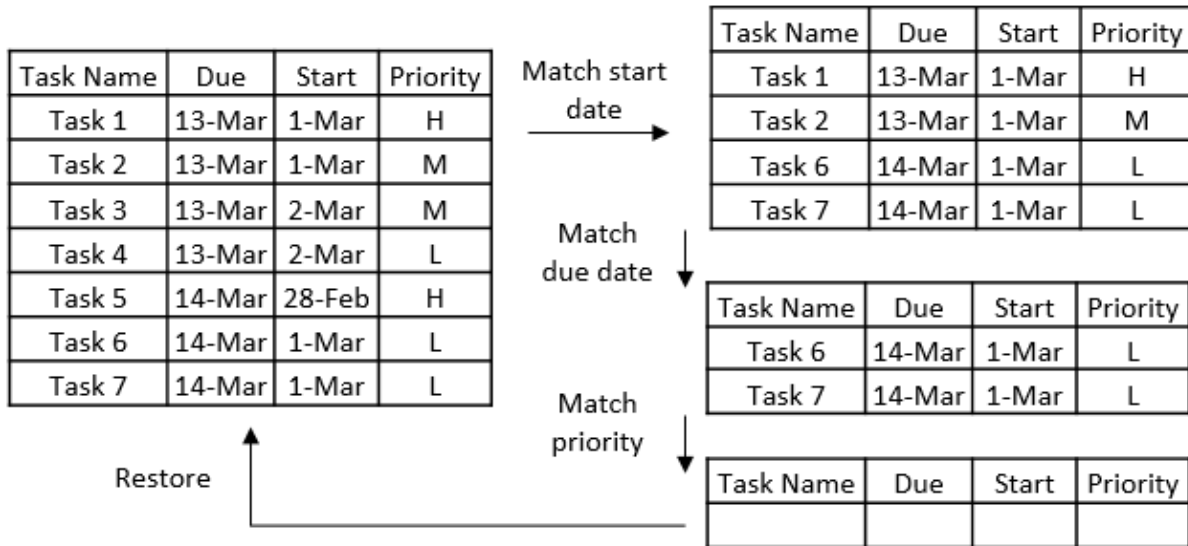 Task Name Due Start Priority
Task 1 13-Mar 1-Mar H
Task 2 13-Mar 1-Mar M
Task 3 13-Mar 2-Mar M
Task 4 13-Mar 2-Mar L
Task 5 14-Mar 28-Feb H
Task 6 14-Mar 1-Mar L
Task 7 14-Mar 1-Mar L
Match start
date
Task Name Due Start Priority
Task 1 13-Mar 1-Mar H
Task 2 13-Mar 1-Mar M
Task 6 14-Mar 1-Mar L
Task 7 14-Mar 1-Mar L
Match
due date
Task Name Due Start Priority
Task 6 14-Mar 1-Mar L
Task 7 14-Mar 1-Mar L
Match
priority
Task Name Due Start Priority
Restore